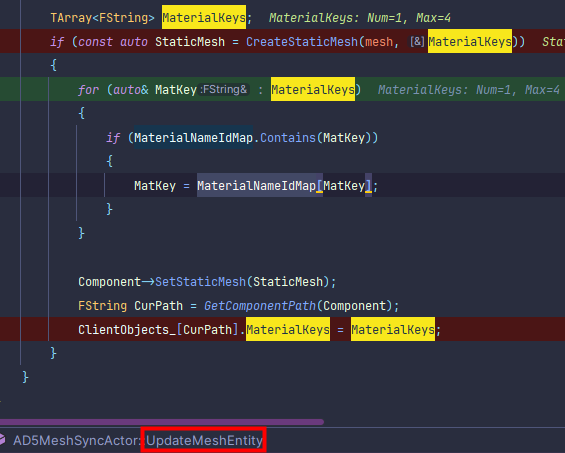 TArray<FString> MaterialKeys; MaterialKeys: Num=1, Max=4
if (const auto StaticMesh = CreateStaticMesh(mesh, [&]MaterialKeys)) Sta
{
for (auto& MatKey :FString& : MaterialKeys) MaterialKeys: Num=1, Max=4
{
if (MaterialNameIdMap.Contains(MatKey))
{
MatKey = MaterialNameIdMap[MatKey];
}
}
Component→SetStaticMesh(StaticMesh);
FString CurPath = GetComponentPath(Component);
ClientObjects_[CurPath].MaterialKeys = MaterialKeys;
}
}
AD5MeshSyncActor::UpdateMeshEntity